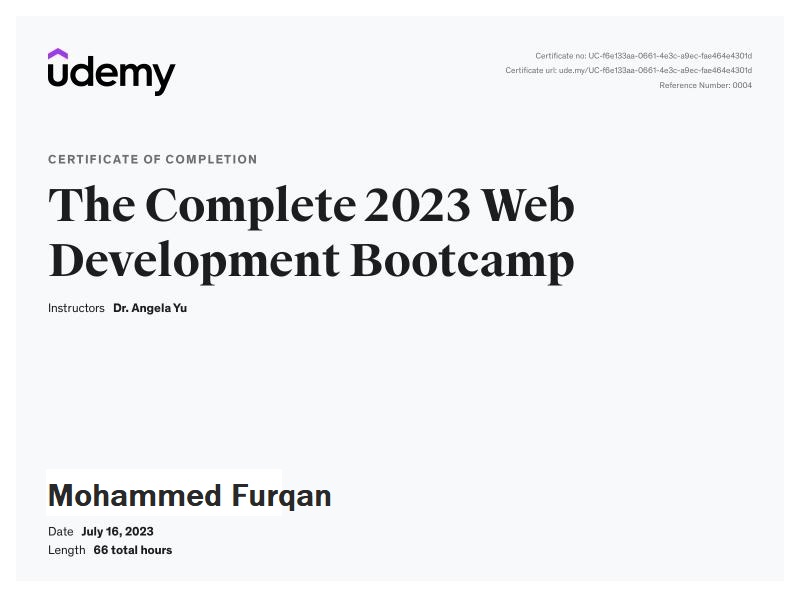 udemy
Certificate no: UC-f6e133aa-0661-4e3c-a9ec-fae464e4301d
Certificate url: ude.my/UC-f6e133aa-0661-4e3c-a9ec-fae464e4301d
Reference Number: 0004
CERTIFICATE OF COMPLETION
The Complete 2023 Web
Development Bootcamp
Instructors Dr. Angela Yu
Mohammed Furqan
Date July 16, 2023
Length 66 total hours